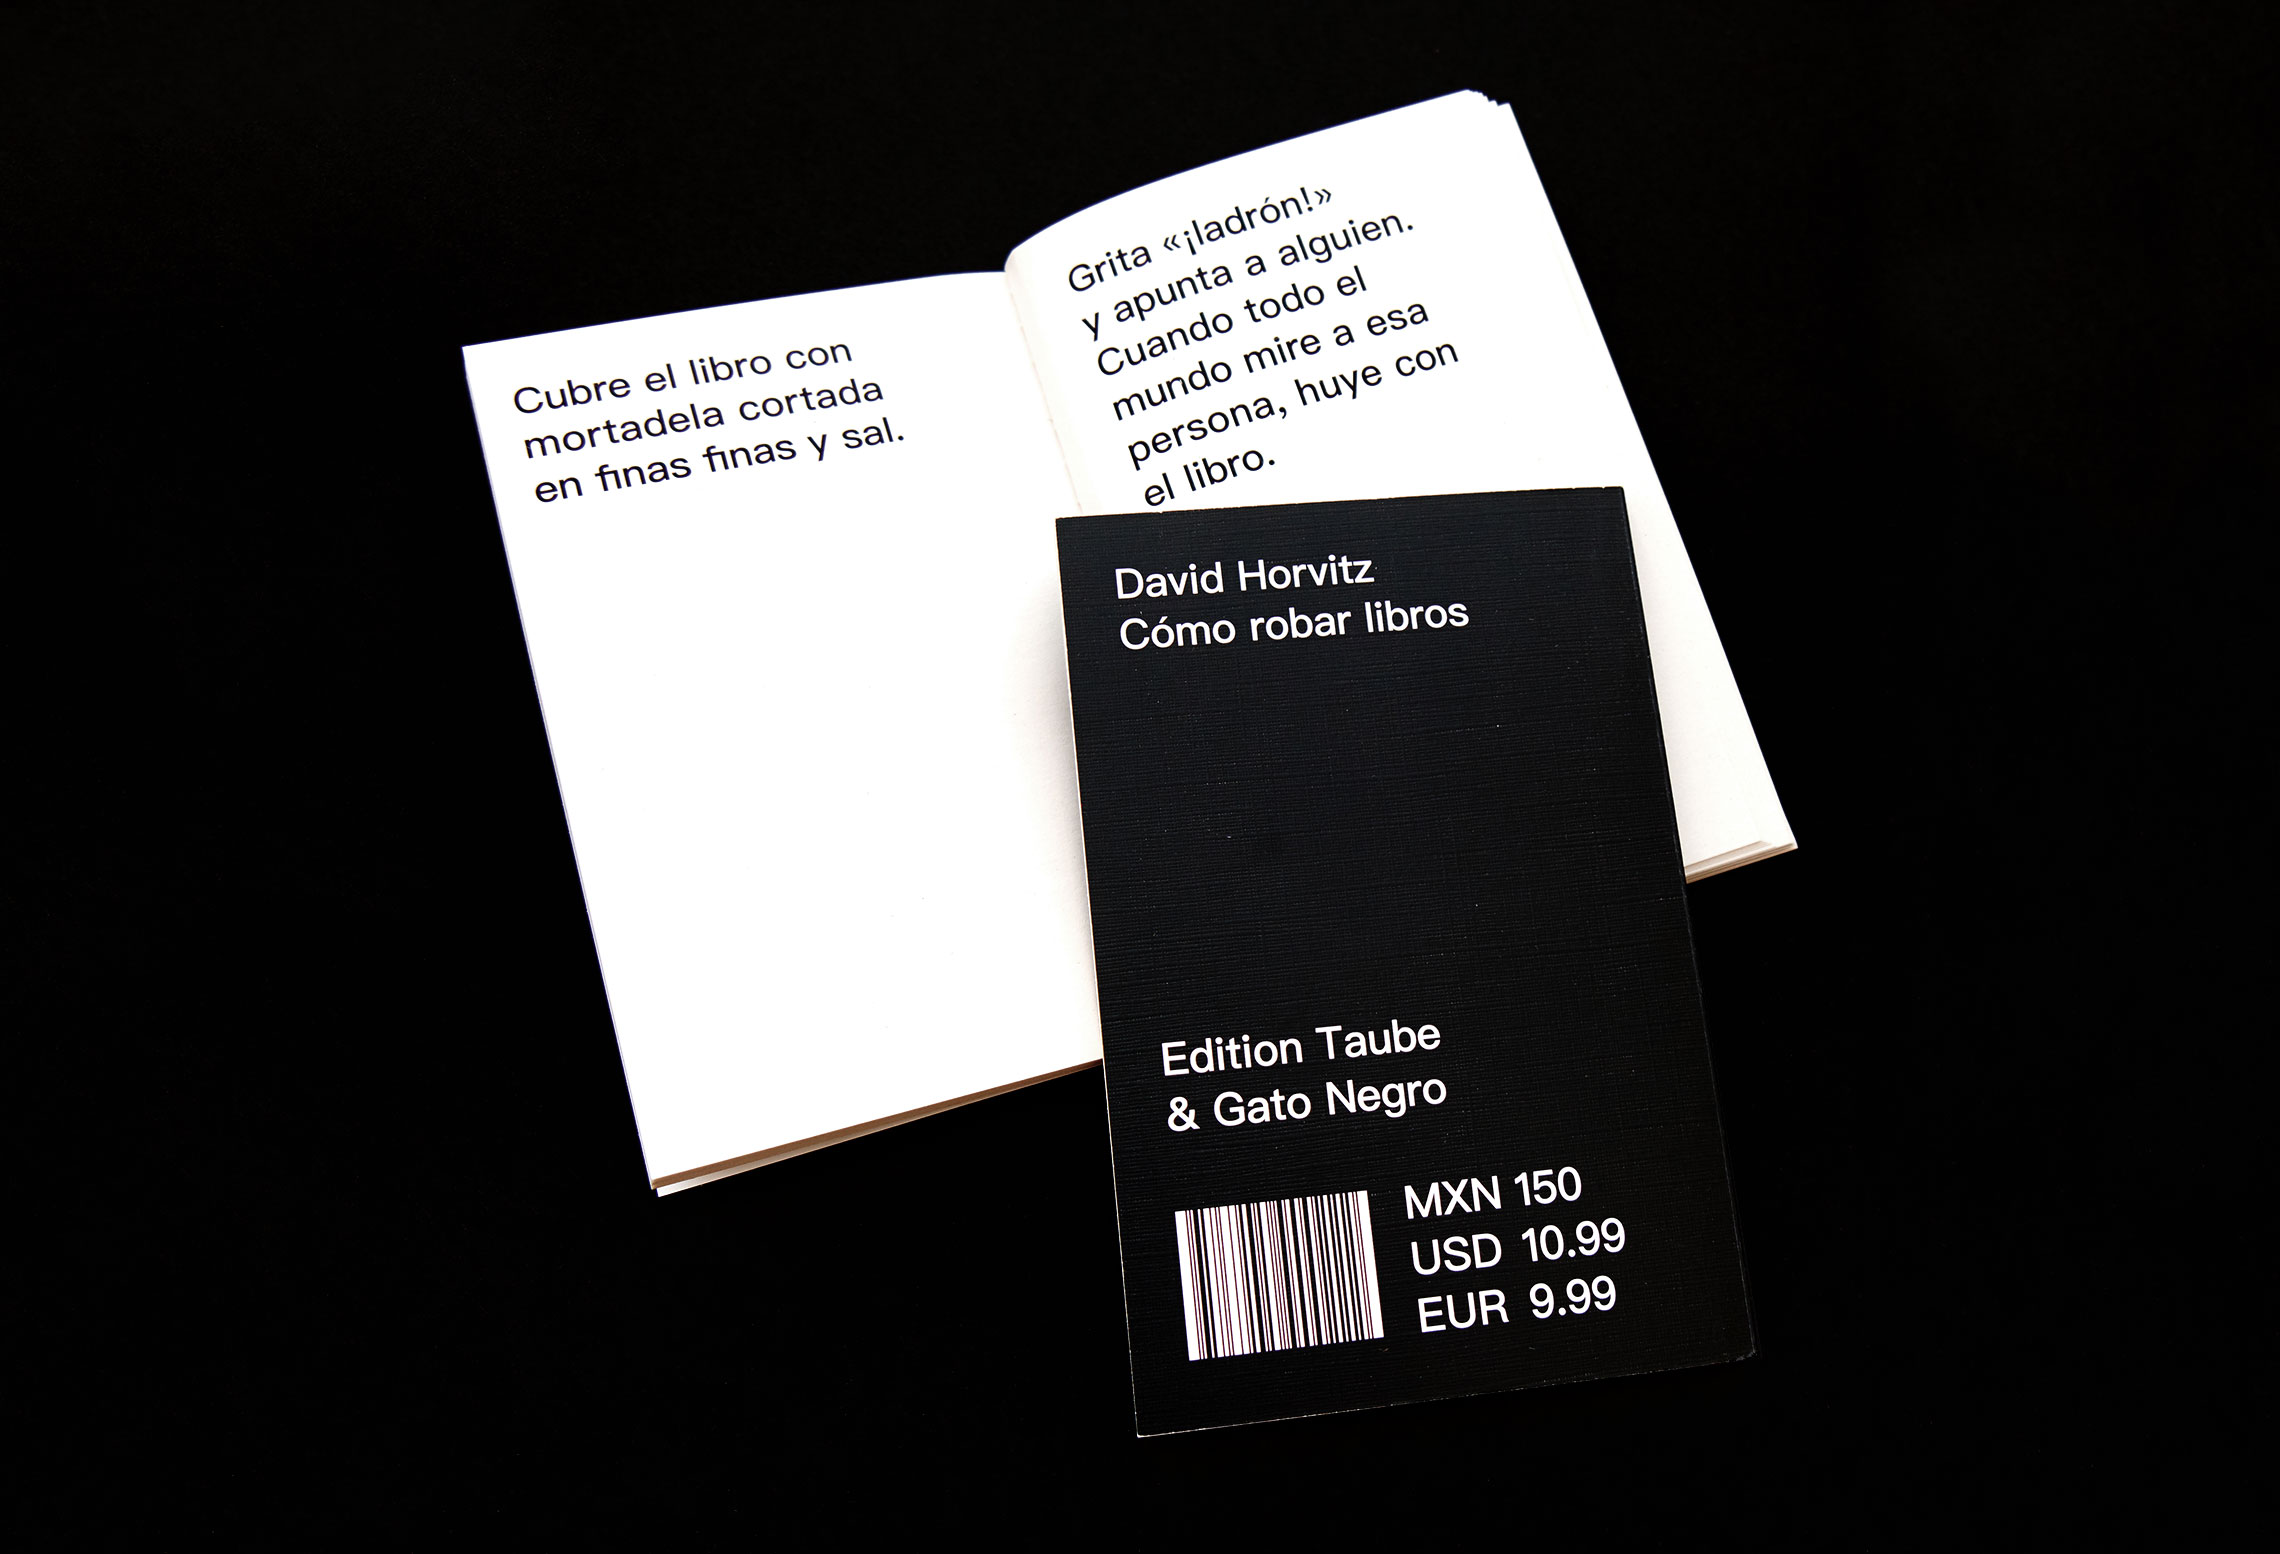 Cubre el libro con
mortadela cortada
en finas finas y sal.
Grita «¡ladrón!»
y apunta a alguien.
Cuando todo el
mundo mire a esa
persona, huye con
el libro.
David Horvitz
Cómo robar libros
Edition Taube
& Gato Negro
MXN 150
USD 10.99
EUR 9.99